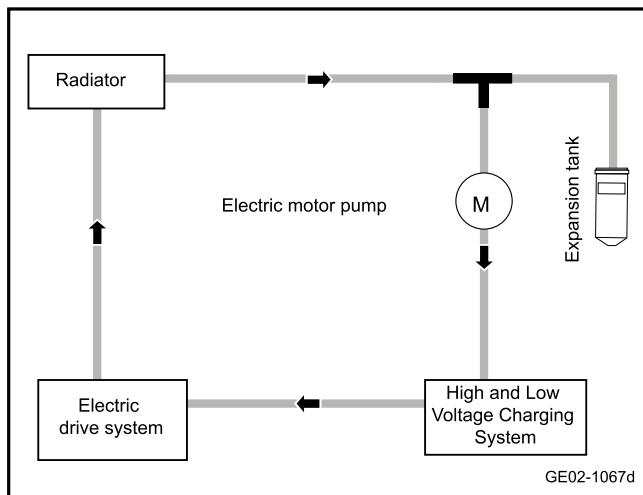 Radiator
Electric motor pump
M
Expansion tank
Electric
drive system
High and Low
Voltage Charging
System
GE02-1067d